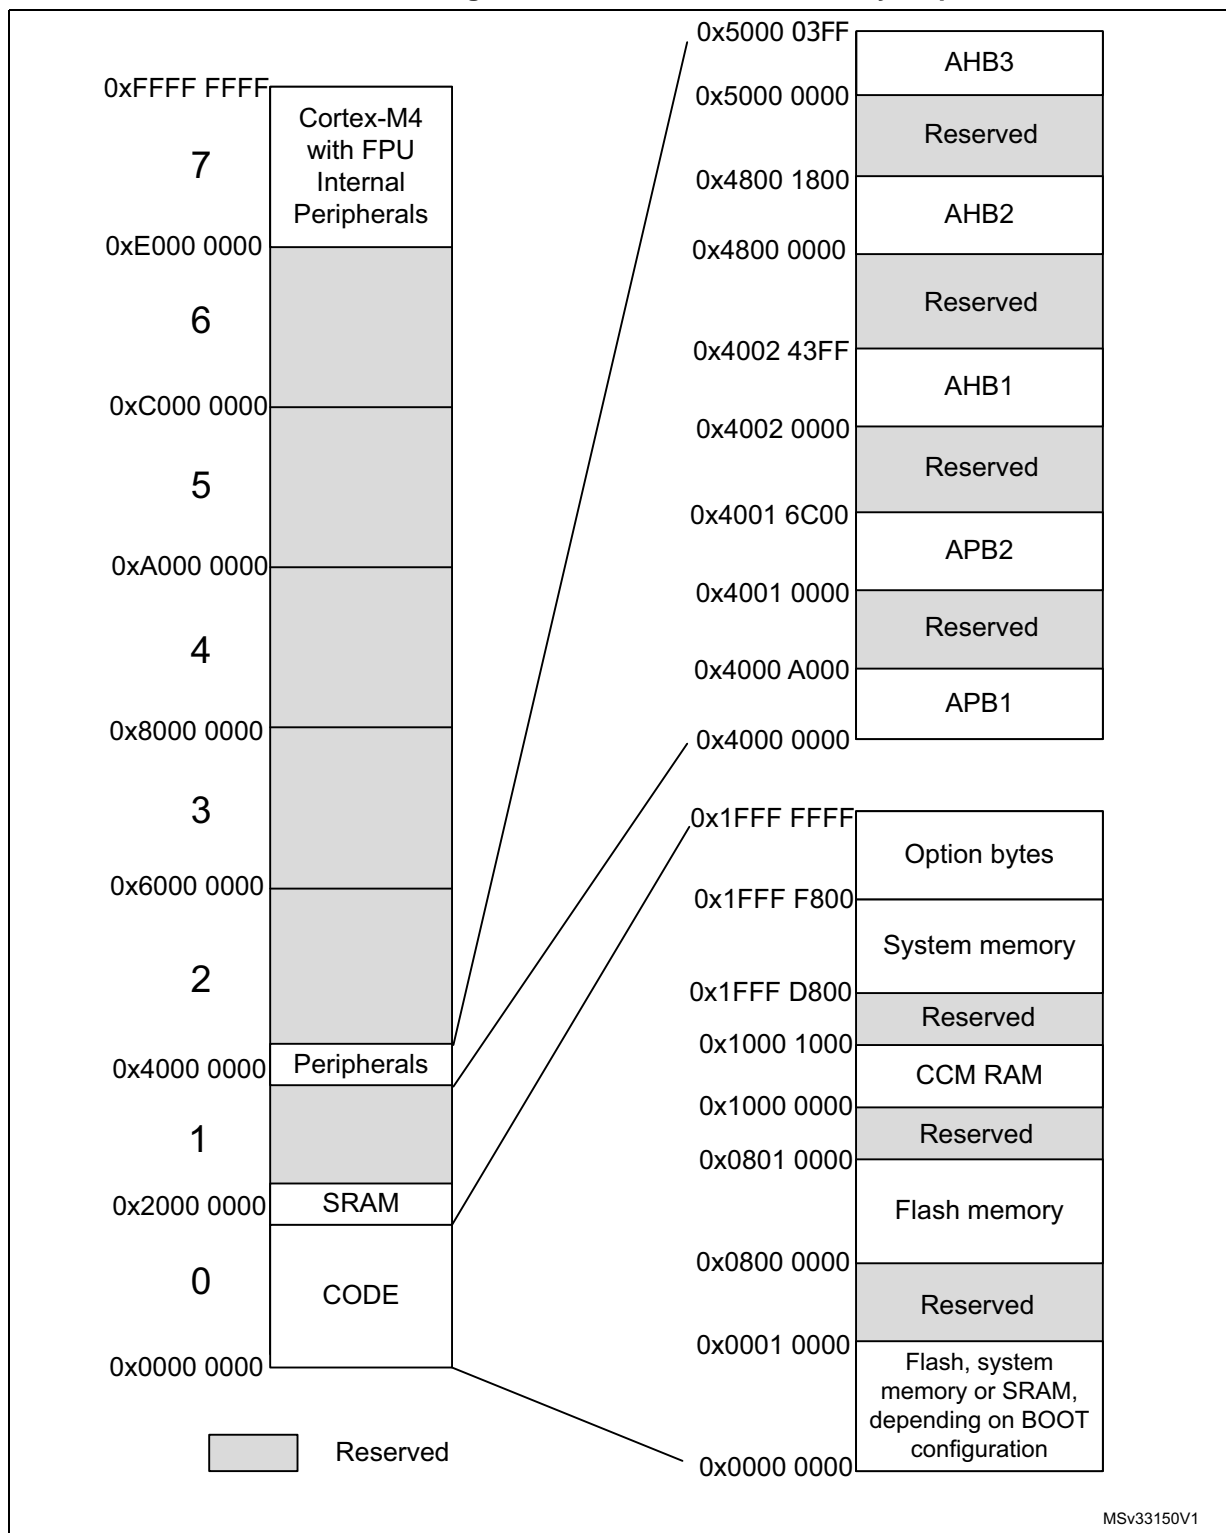 0xFFFF FFFF
Cortex-M4
with FPU
Internal
Peripherals
7
0xE000 0000
6
0xC000 0000
5
0xA000 0000
4
0x8000 0000
3
0x6000 0000
2
0x4000 0000
Peripherals
1
0x2000 0000
SRAM
0
CODE
0x0000 0000
Reserved
0x5000 03FF
AHB3
0x5000 0000
Reserved
0x4800 1800
AHB2
0x4800 0000
Reserved
0x4002 43FF
AHB1
0x4002 0000
Reserved
0x4001 6C00
APB2
0x4001 0000
Reserved
0x4000 A000
APB1
0x4000 0000
0x1FFF FFFF
Option bytes
0x1FFF F800
System memory
0x1FFF D800
Reserved
0x1000 1000
CCM RAM
0x1000 0000
Reserved
0x0801 0000
Flash memory
0x0800 0000
Reserved
0x0001 0000
Flash, system
memory or SRAM,
depending on BOOT
configuration
0x0000 0000
MSv33150V1